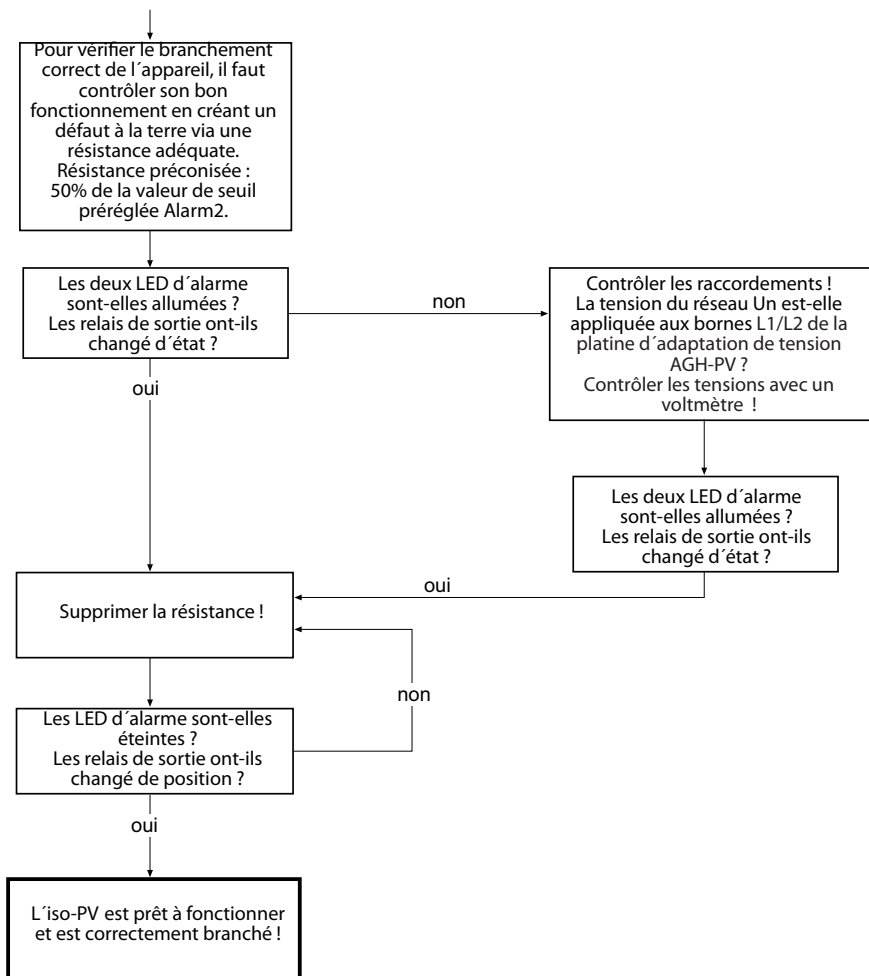 Pour vérifier le branchement
correct de l´appareil, il faut
contrôler son bon
fonctionnement en créant un
défaut à la terre via une
résistance adéquate.
Résistance préconisée :
50% de la valeur de seuil
préréglée Alarm2.
Les deux LED d´alarme
sont-elles allumées ?
Les relais de sortie ont-ils
changé d´état ?
non
Contrôler les raccordements !
La tension du réseau Un est-elle
appliquée aux bornes L1/L2 de la
platine d´adaptation de tension
AGH-PV ?
Contrôler les tensions avec un
voltmètre !
oui
Les deux LED d´alarme
sont-elles allumées ?
Les relais de sortie ont-ils
changé d´état ?
oui
Supprimer la résistance !
non
Les LED d´alarme sont-elles
éteintes ?
Les relais de sortie ont-ils
changé de position ?
oui
L´iso-PV est prêt à fonctionner
et est correctement branché !